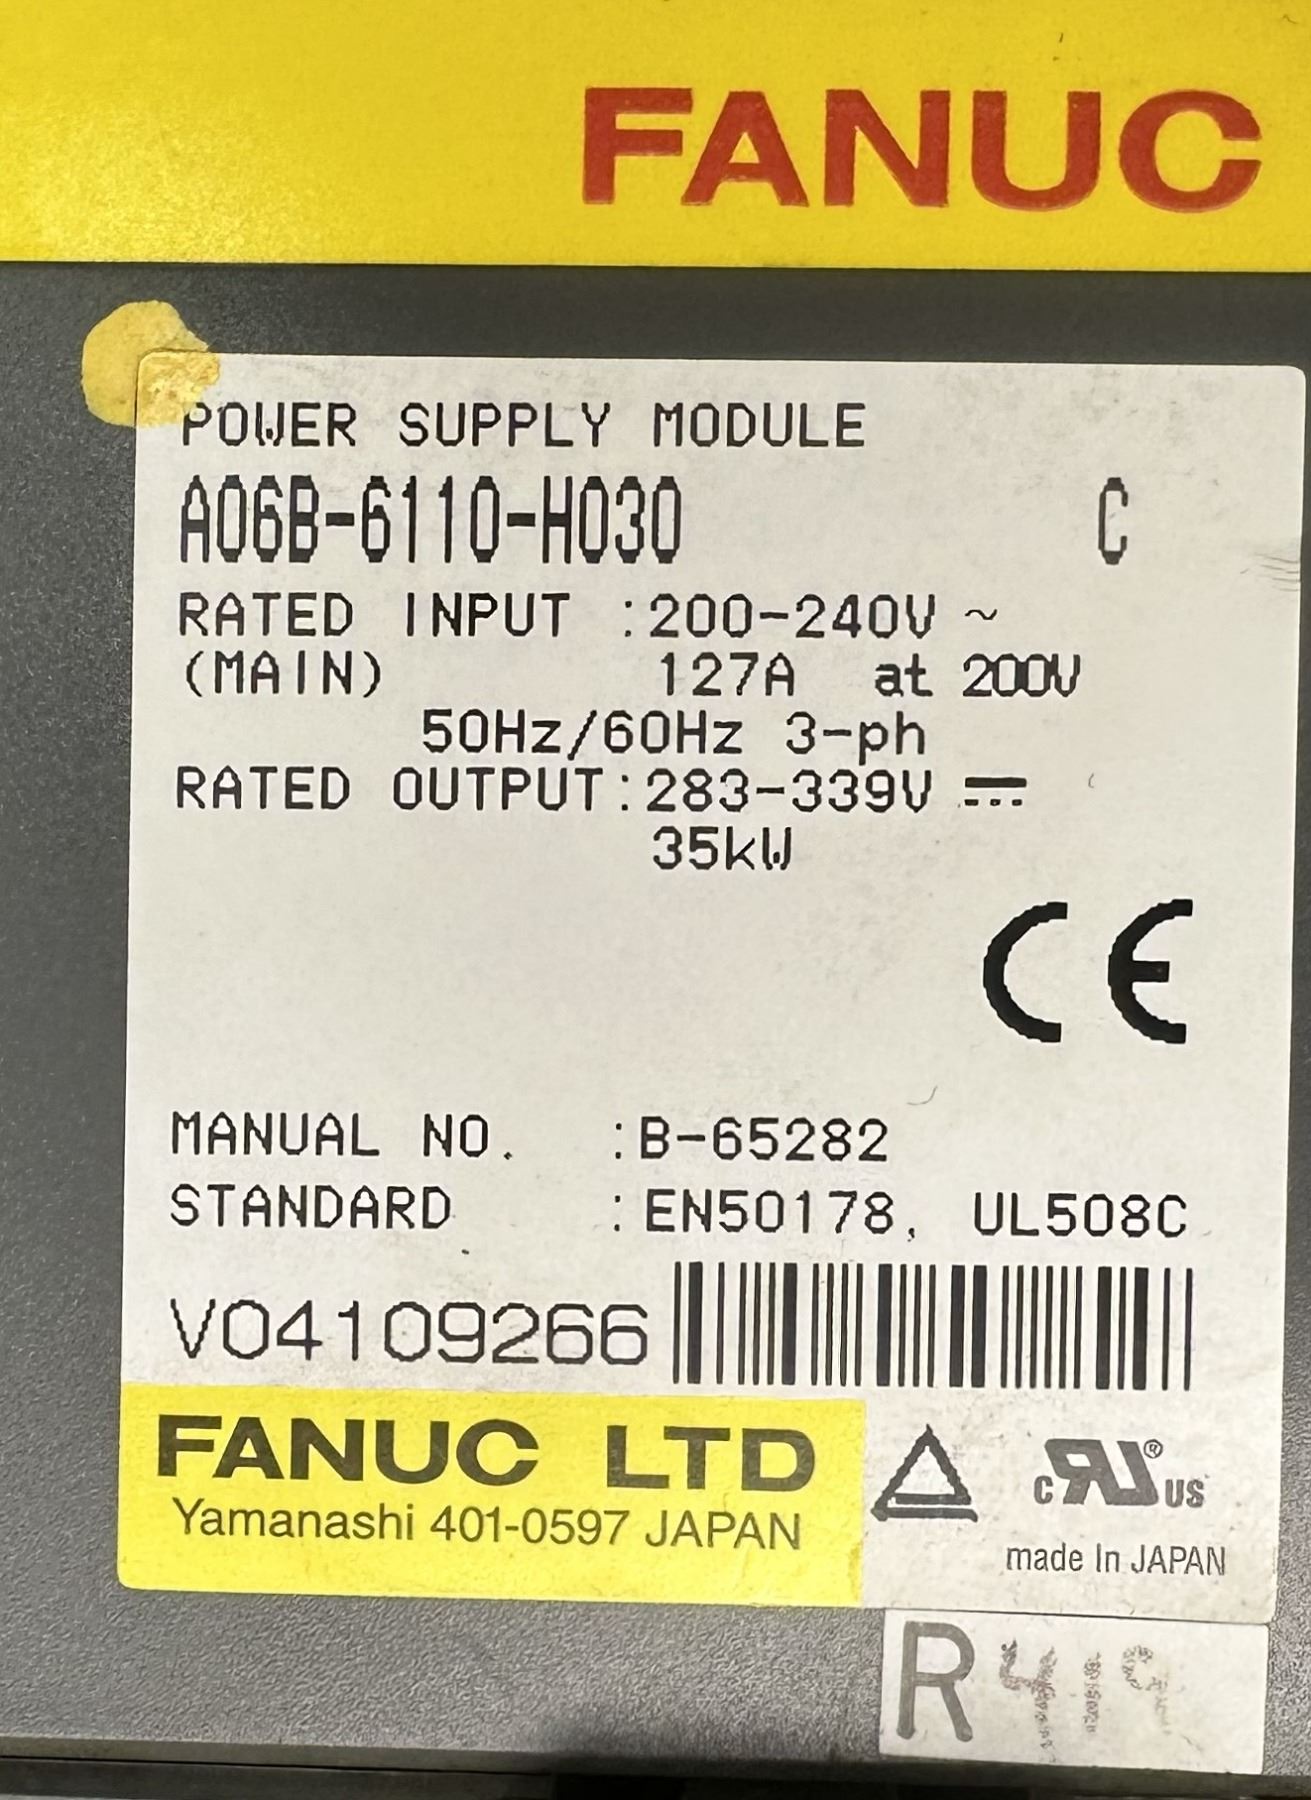 FANUC
POWER SUPPLY MODULE
A06B-6110-H030 C
RATED INPUT :200-240V ~
(MAIN) 127A at 200V
50Hz/60Hz 3-ph
RATED OUTPUT:283-339V ⎓
35kW
CE
MANUAL NO. :B-65282
STANDARD :EN50178, UL508C
V04109266
FANUC LTD
Yamanashi 401-0597 JAPAN
c RU ® US
made In JAPAN
R